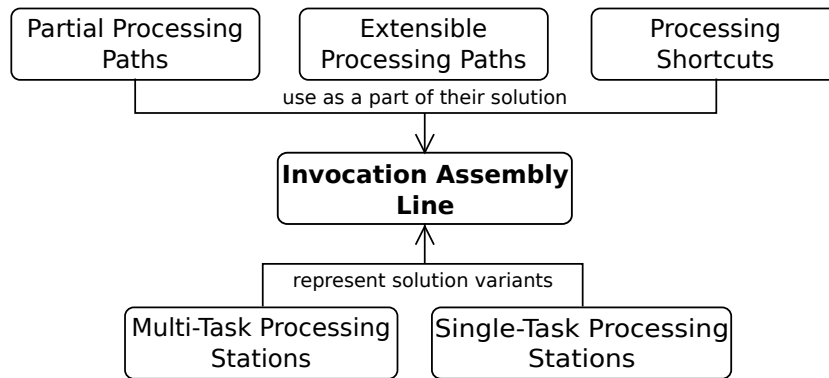 Partial Processing
Paths
Extensible
Processing Paths
Processing
Shortcuts
use as a part of their solution
Invocation Assembly
Line
represent solution variants
Multi-Task Processing
Stations
Single-Task Processing
Stations